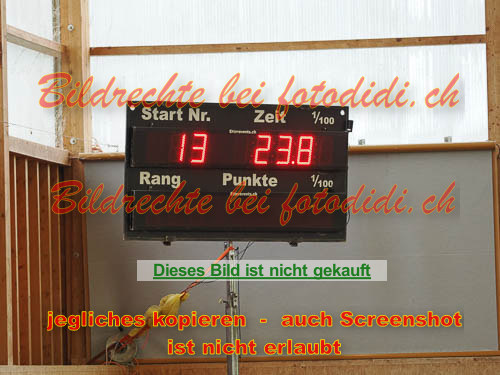 Bildrechte bei fotodidi.ch
Start Nr. Zeit 1/100
13 23.8
Rang Punkte 1/100
Bildrechte bei fotodidi.ch
Dieses Bild ist nicht gekauft
jegliches kopieren - auch Screenshot
ist nicht erlaubt